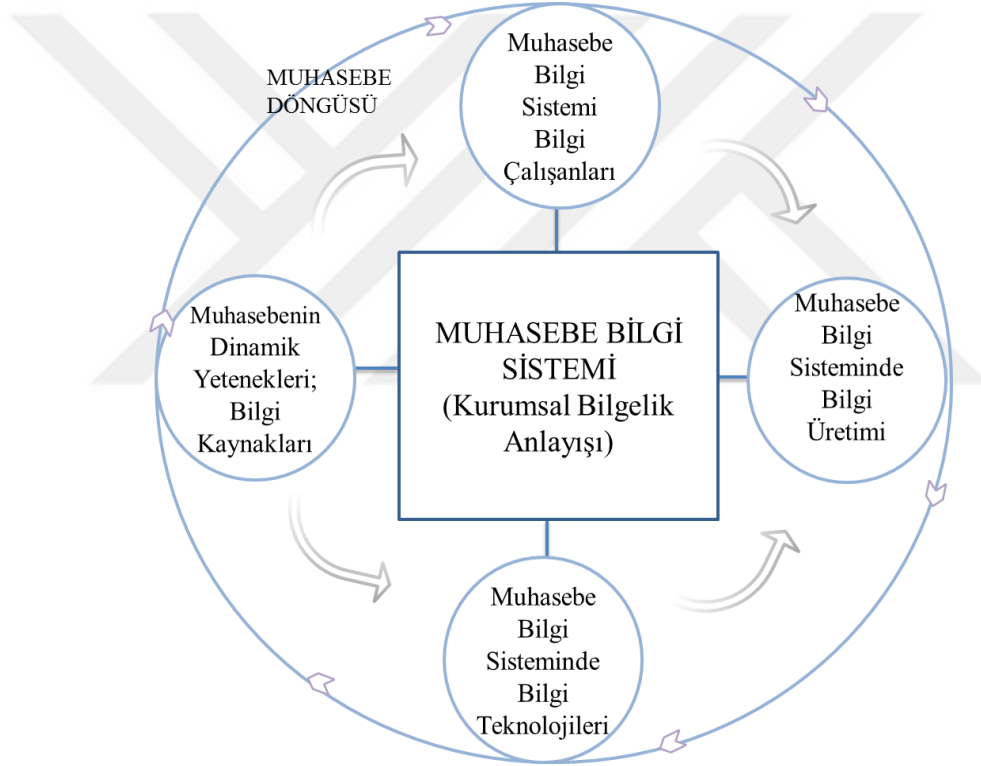 MUHASEBE
DÖNGÜSÜ
Muhasebe
Bilgi
Sistemi
Bilgi
Çalışanları
Muhasebenin
Dinamik
Yetenekleri;
Bilgi
Kaynakları
MUHASEBE BİLGİ
SİSTEMİ
(Kurumsal Bilgelik
Anlayışı)
Muhasebe
Bilgi
Sisteminde
Bilgi
Üretimi
Muhasebe
Bilgi
Sisteminde
Bilgi
Teknolojileri